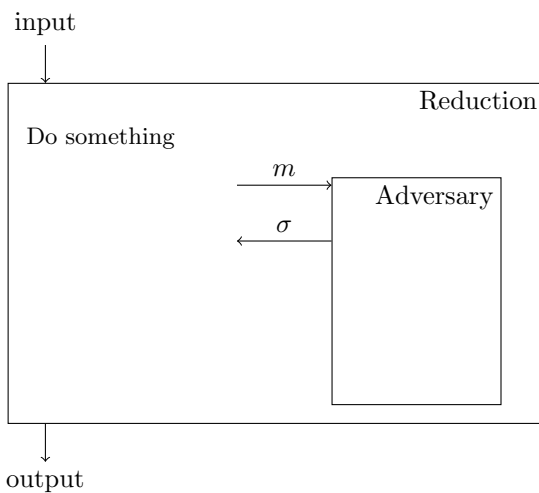 input
Reduction
Do something
m
Adversary
σ
output